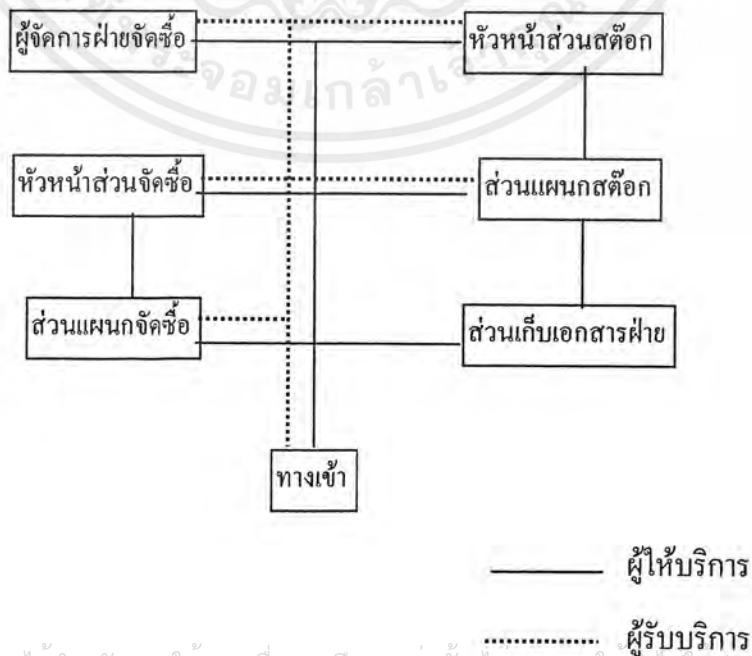 ผู้จัดการฝ่ายจัดซื้อ
หัวหน้าส่วนสต๊อก
หัวหน้าส่วนจัดซื้อ
ส่วนแผนกสต๊อก
ส่วนแผนกจัดซื้อ
ส่วนเก็บเอกสารฝ่าย
ทางเข้า
ผู้ให้บริการ
ผู้รับบริการ